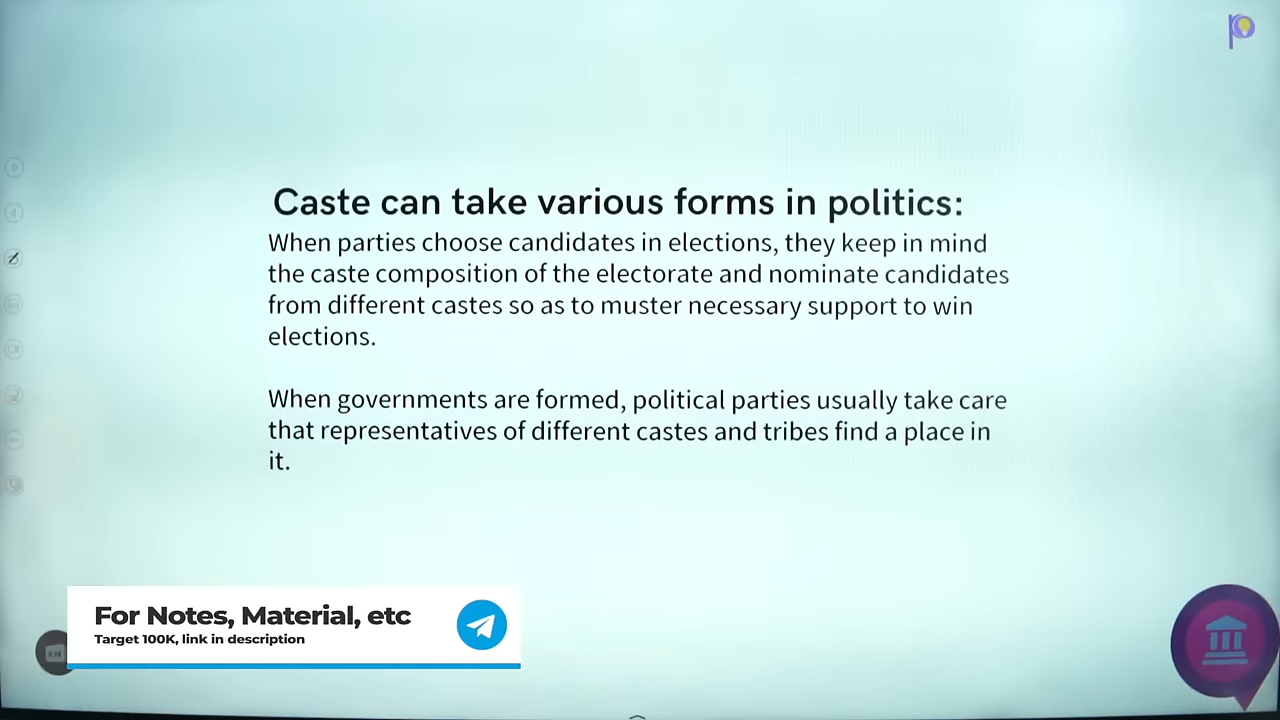 Caste can take various forms in politics:
When parties choose candidates in elections, they keep in mind
the caste composition of the electorate and nominate candidates
from different castes so as to muster necessary support to win
elections.
When governments are formed, political parties usually take care
that representatives of different castes and tribes find a place in
it.
For Notes, Material, etc
Target 100K, link in description
KN